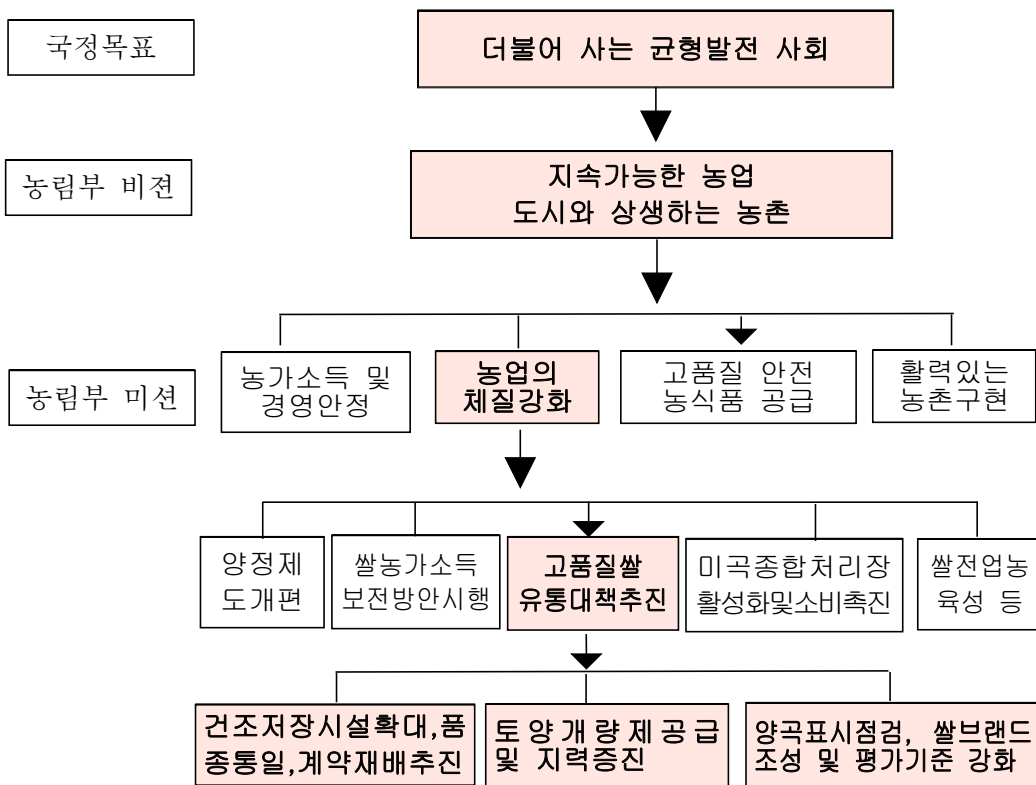 국정목표
더불어 사는 균형발전 사회
농림부 비젼
지속가능한 농업
도시와 상생하는 농촌
농림부 미션
농가소득 및
경영안정
농업의
체질강화
고품질 안전
농식품 공급
활력있는
농촌구현
양정제
도개편
쌀농가소득
보전방안시행
고품질쌀
유통대책추진
미곡종합처리장
활성화및소비촉진
쌀전업농
육성 등
건조저장시설확대,품
종통일,계약재배추진
토양개량제공급
및 지력증진
양곡표시점검, 쌀브랜드
조성 및 평가기준 강화